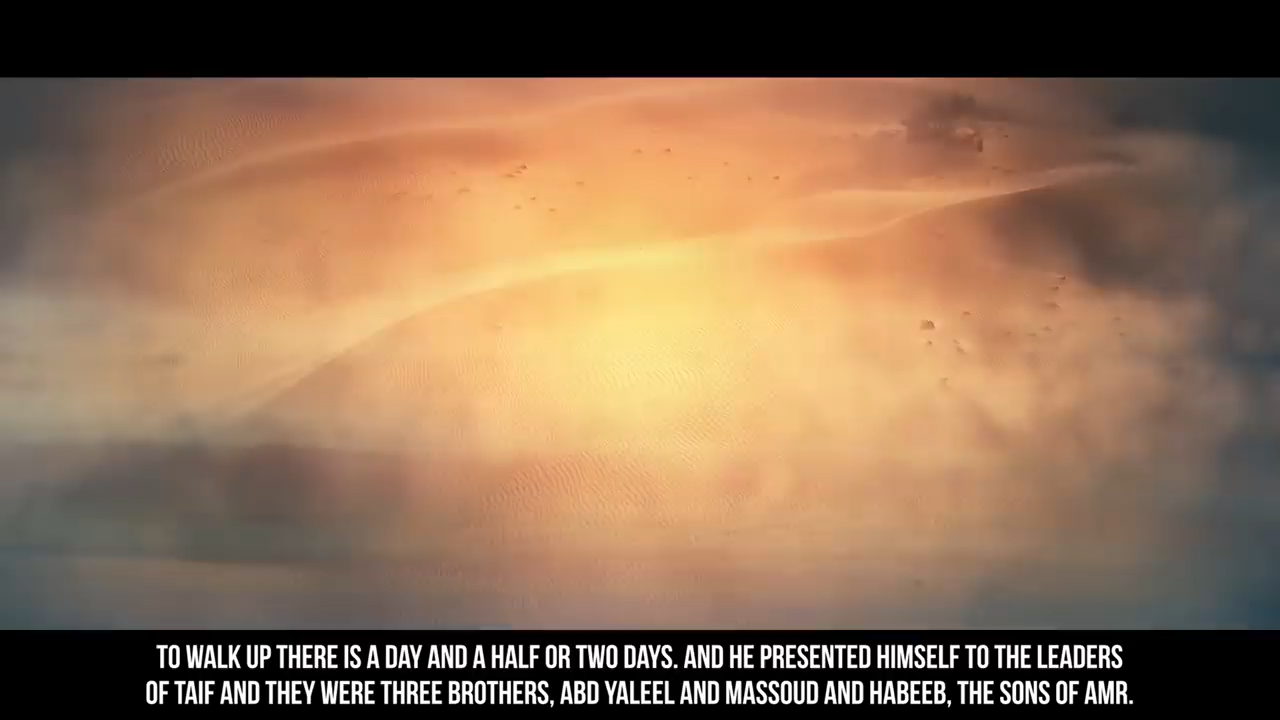 TO WALK UP THERE IS A DAY AND A HALF OR TWO DAYS. AND HE PRESENTED HIMSELF TO THE LEADERS
OF TAIF AND THEY WERE THREE BROTHERS, ABD YALEEL AND MASSOUD AND HABEEB, THE SONS OF AMR.